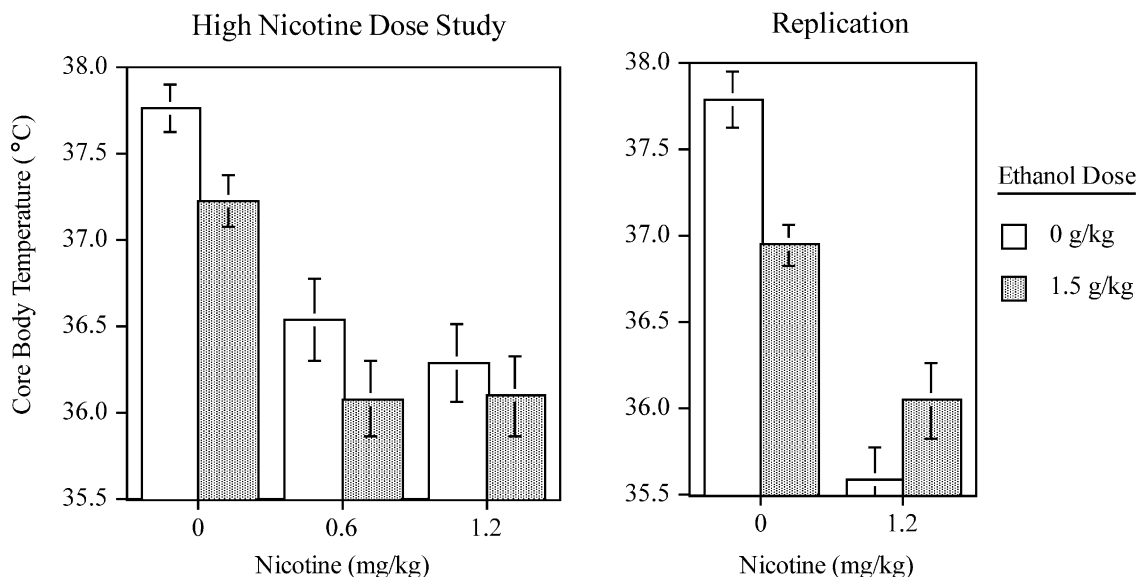 High Nicotine Dose Study
Replication
38.0
37.5
37.0
36.5
36.0
35.5
Core Body Temperature (°C)
0
0.6
1.2
Nicotine (mg/kg)
38.0
37.5
37.0
36.5
36.0
35.5
0
1.2
Nicotine (mg/kg)
Ethanol Dose
0 g/kg
1.5 g/kg